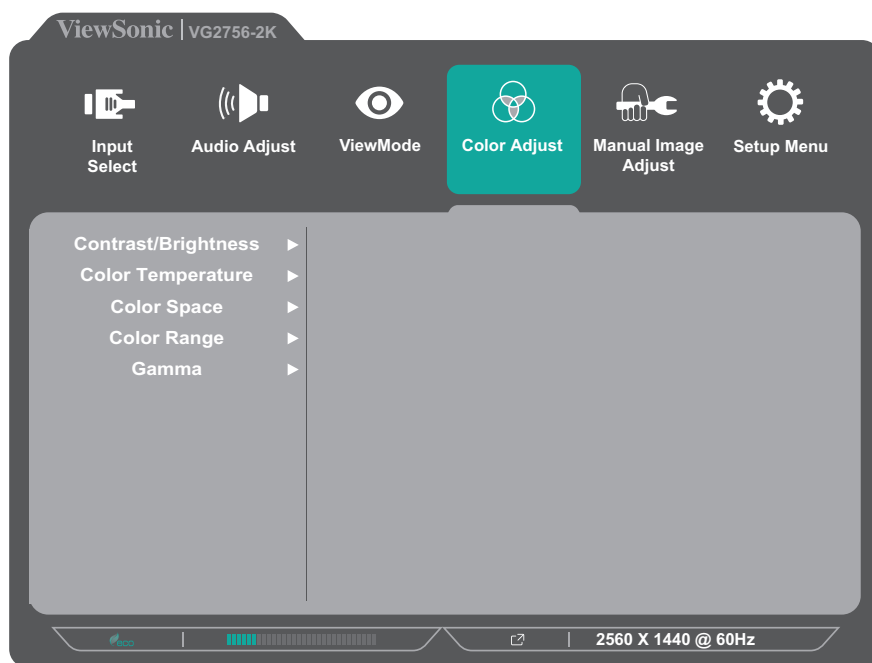 ViewSonic | VG2756-2K
Input Select
Audio Adjust
ViewMode
Color Adjust
Manual Image Adjust
Setup Menu
Contrast/Brightness
Color Temperature
Color Space
Color Range
Gamma
eco
2560 X 1440 @ 60Hz